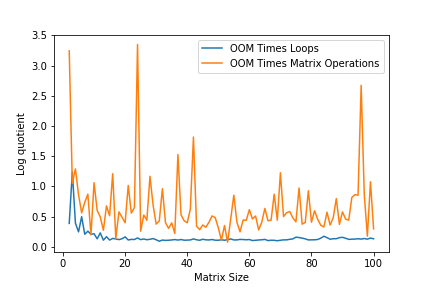 3.5
3.0
2.5
2.0
1.5
1.0
0.5
0.0
Log quotient
OOM Times Loops
OOM Times Matrix Operations
0 20 40 60 80 100
Matrix Size